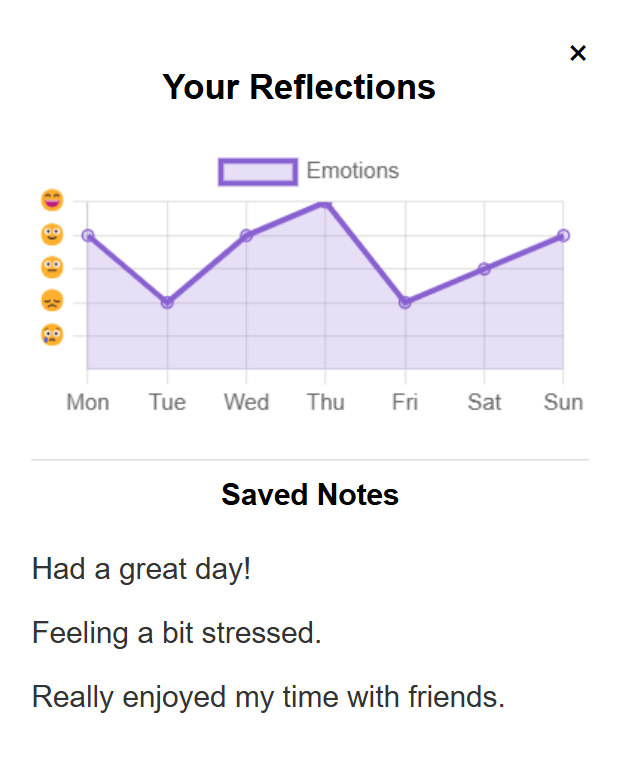 ×
Your Reflections
Emotions
Mon Tue Wed Thu Fri Sat Sun
Saved Notes
Had a great day!
Feeling a bit stressed.
Really enjoyed my time with friends.